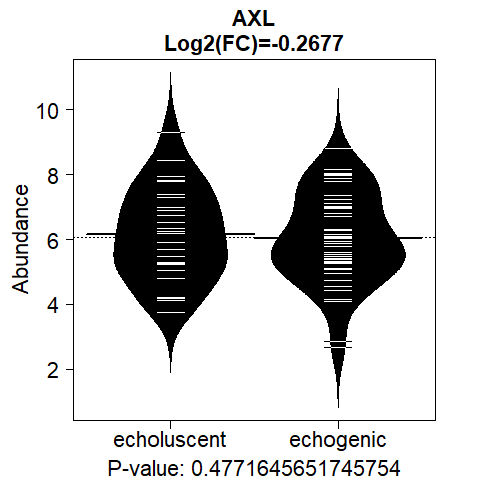 AXL
Log2(FC)=-0.2677
Abundance
10
8
6
4
2
echoluscent echogenic
P-value: 0.4771645651745754